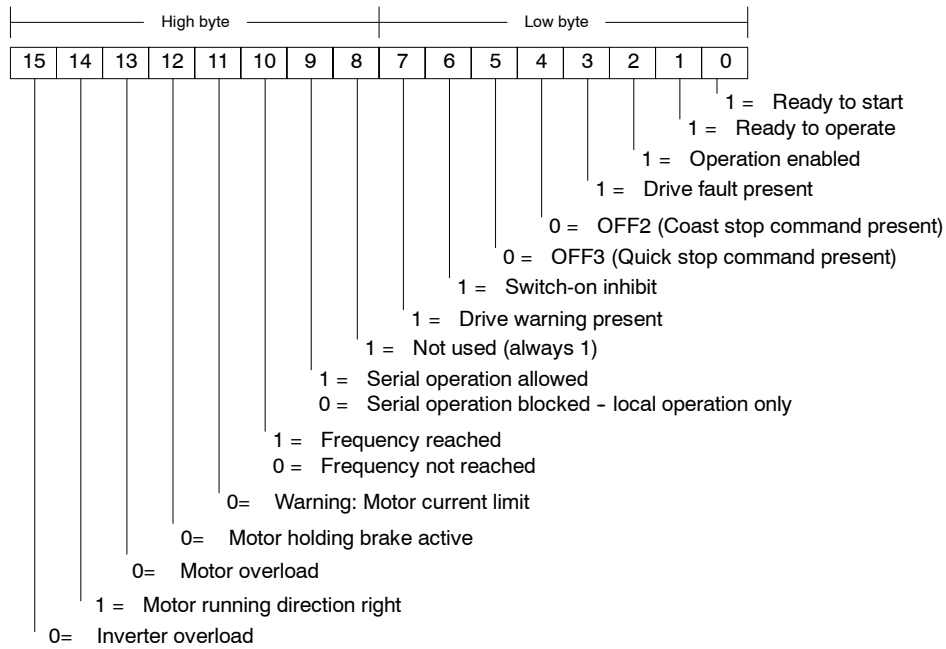 High byte Low byte
15 14 13 12 11 10 9 8 7 6 5 4 3 2 1 0
1 = Ready to start
1 = Ready to operate
1 = Operation enabled
1 = Drive fault present
0 = OFF2 (Coast stop command present)
0 = OFF3 (Quick stop command present)
1 = Switch-on inhibit
1 = Drive warning present
1 = Not used (always 1)
1 = Serial operation allowed
0 = Serial operation blocked - local operation only
1 = Frequency reached
0 = Frequency not reached
0= Warning: Motor current limit
0= Motor holding brake active
0= Motor overload
1 = Motor running direction right
0= Inverter overload